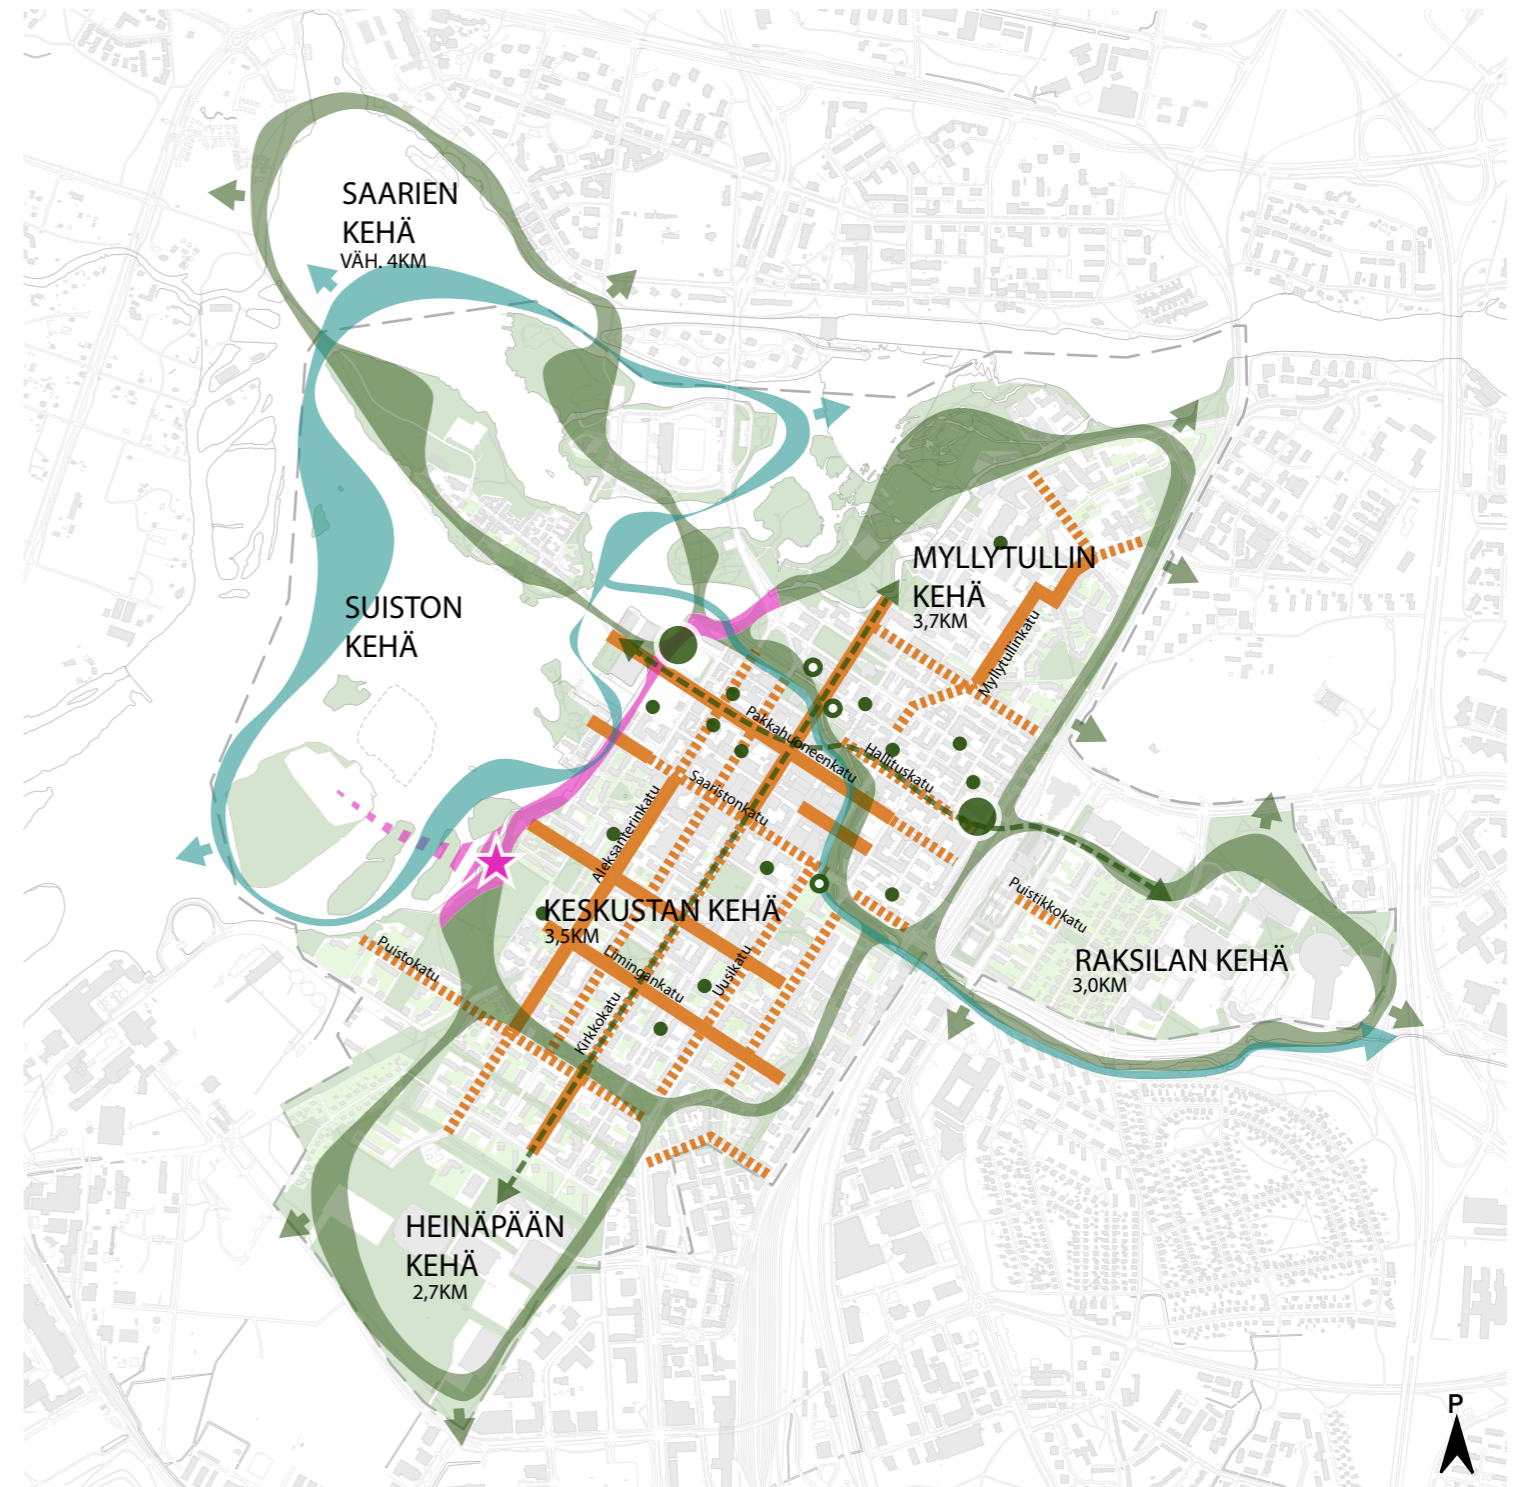 SAARIEN
KEHÄ
VÄH. 4KM
MYLLYTULLIN
KEHÄ
3,7KM
SUISTON
KEHÄ
Myllytullinkatu
Pakkahuoneenkatu
Hallituskatu
Saaristonkatu
Aleksanterinkatu
Puistikkokatu
KESKUSTAN KEHÄ
3,5KM
Puistokatu
Limingankatu
Uusikatu
RAKSILAN KEHÄ
3,0KM
Kirkkokatu
HEINÄPÄÄN
KEHÄ
2,7KM
P